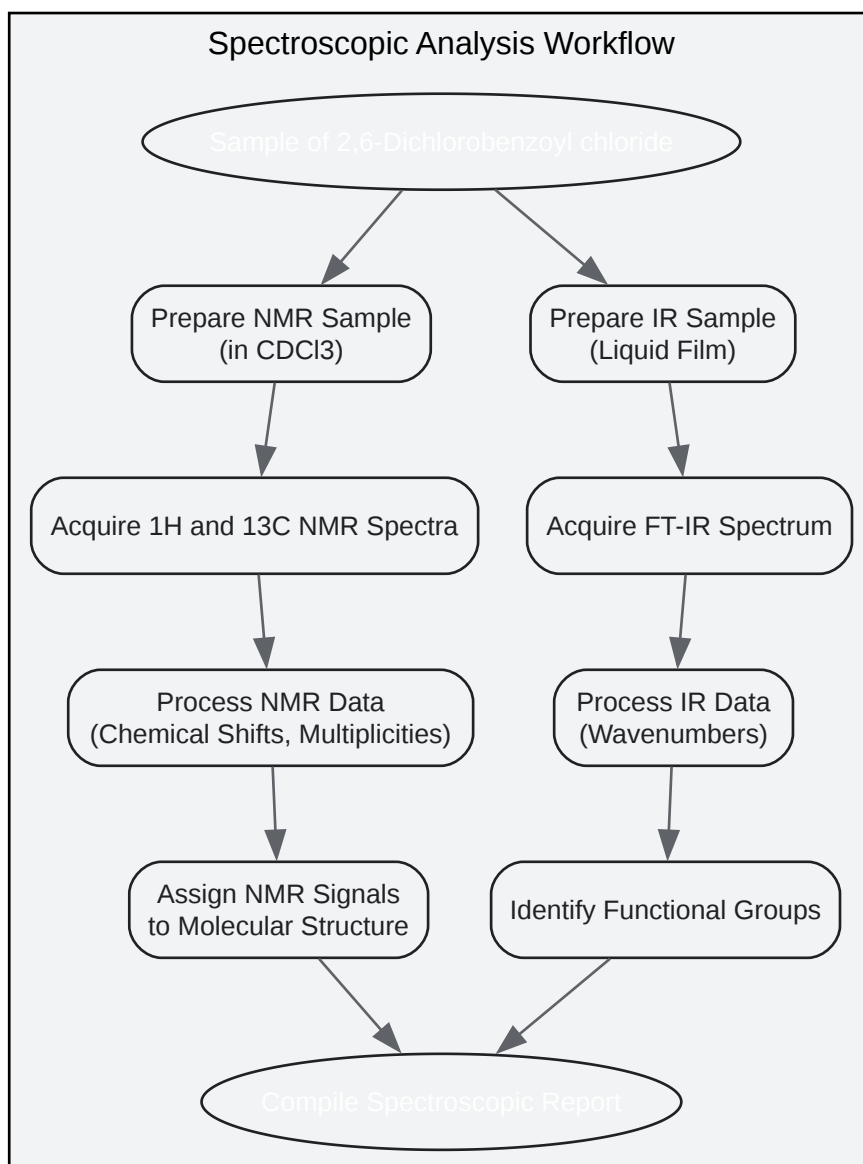 Spectroscopic Analysis Workflow
Sample of 2,6-Dichlorobenzoyl chloride
Prepare NMR Sample
(in CDCl3)
Prepare IR Sample
(Liquid Film)
Acquire 1H and 13C NMR Spectra
Acquire FT-IR Spectrum
Process NMR Data
(Chemical Shifts, Multiplicities)
Process IR Data
(Wavenumbers)
Assign NMR Signals
to Molecular Structure
Identify Functional Groups
Compile Spectroscopic Report